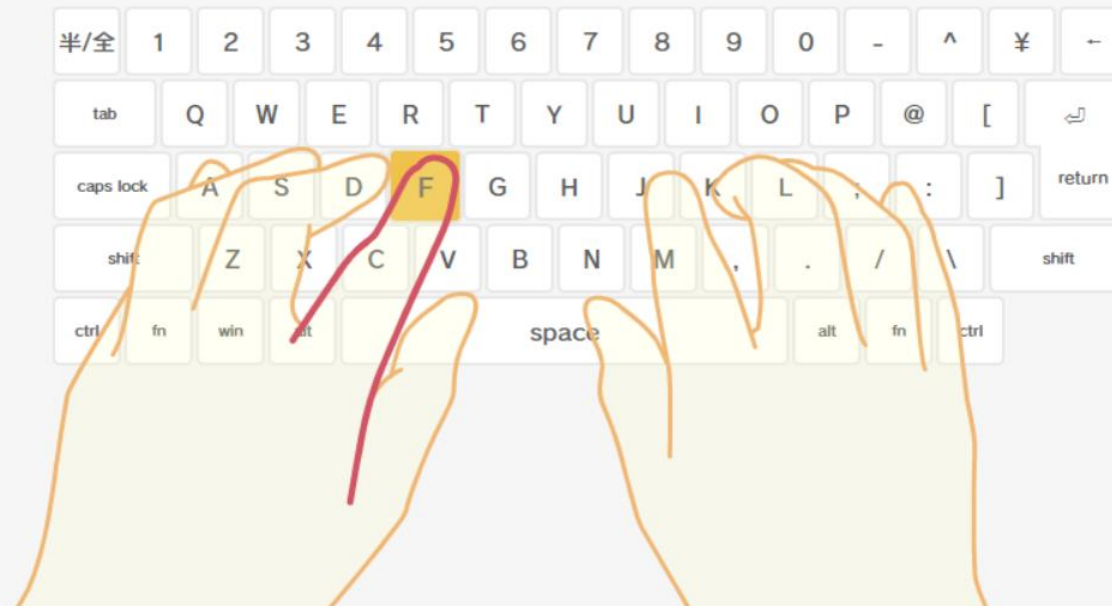 半/全 1 2 3 4 5 6 7 8 9 0 - ^ ¥ ←
tab Q W E R T Y U I O P @ [ ⏎
caps lock A S D F G H J K L ; : ] return
shift Z X C V B N M , . / \ shift
ctrl fn win alt space alt fn ctrl